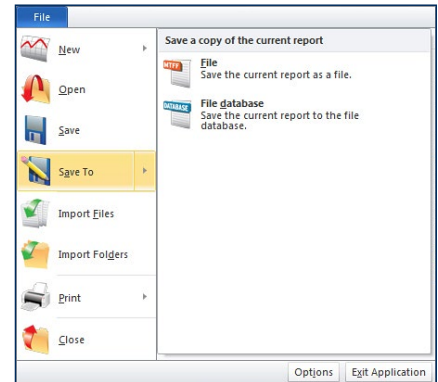 File
New
Open
Save
Save To
Import Files
Import Folders
Print
Close
Save a copy of the current report
MTFF
File
Save the current report as a file.
DATABASE
File database
Save the current report to the file
database.
Options
Exit Application